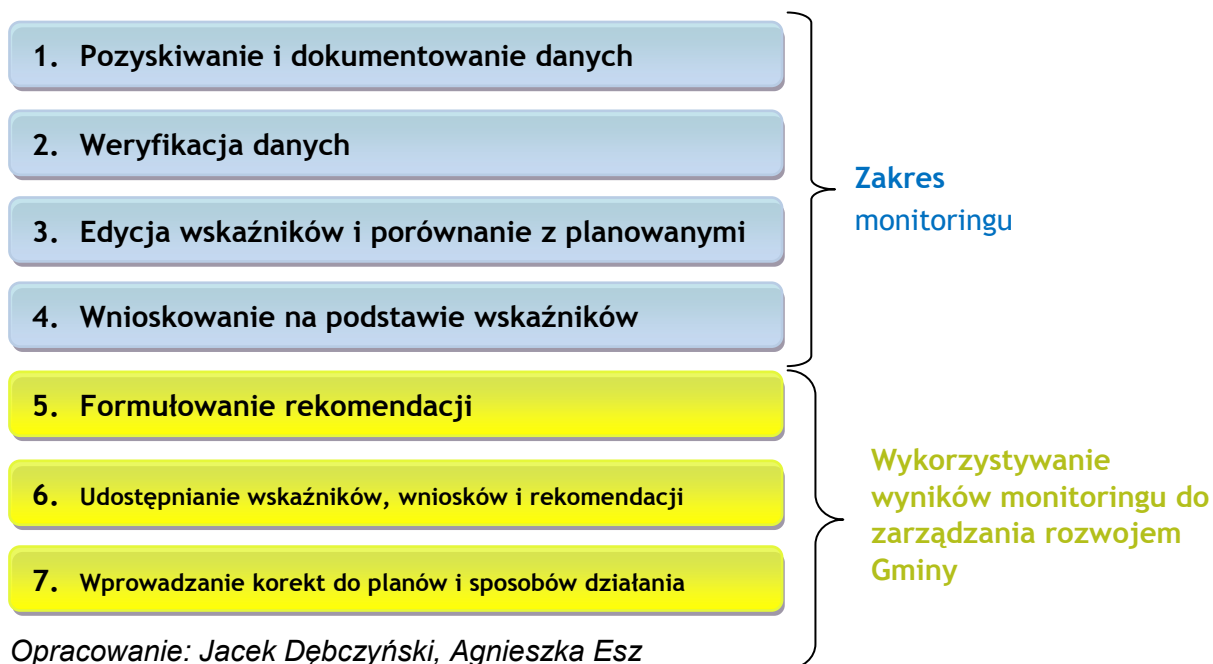 1. Pozyskiwanie i dokumentowanie danych
2. Weryfikacja danych
3. Edycja wskaźników i porównanie z planowanymi
4. Wnioskowanie na podstawie wskaźników
Zakres
monitoringu
5. Formułowanie rekomendacji
6. Udostępnianie wskaźników, wniosków i rekomendacji
7. Wprowadzanie korekt do planów i sposobów działania
Wykorzystywanie
wyników monitoringu do
zarządzania rozwojem
Gminy
Opracowanie: Jacek Dębczyński, Agnieszka Esz